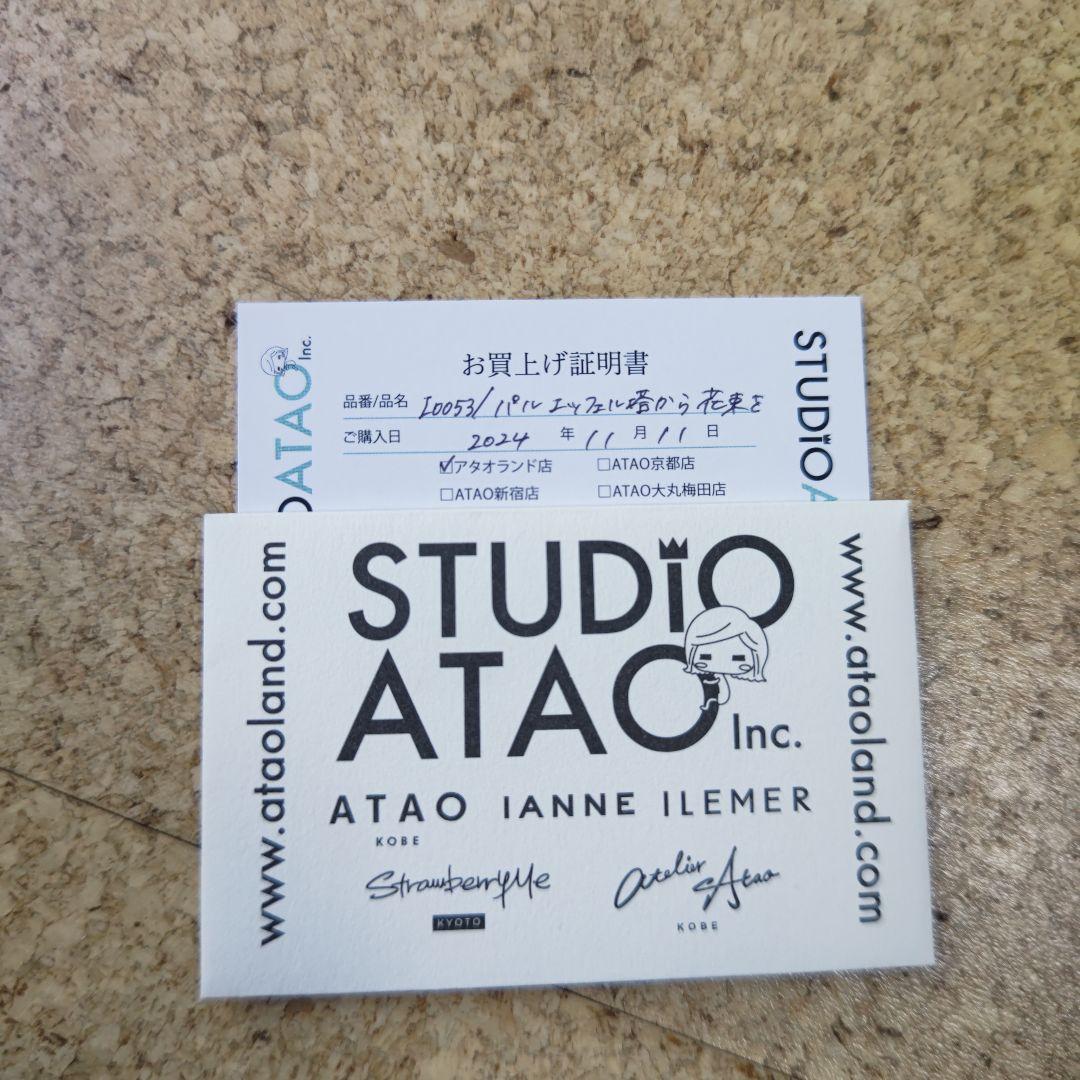 お買上げ証明書
品番/品名 I0053/パル エッフェル塔から花束を
ご購入日 2024 年 11 月 11 日
☑アタオランド店 □ATAO京都店
□ATAO新宿店 □ATAO大丸梅田店
ATAO Inc.
STUDiO A
STUDiO
ATAO Inc.
ATAO IANNE ILEMER
KOBE
StrawberryMe atelier Atao
KYOTO KOBE
www.ataoland.com
www.ataoland.com